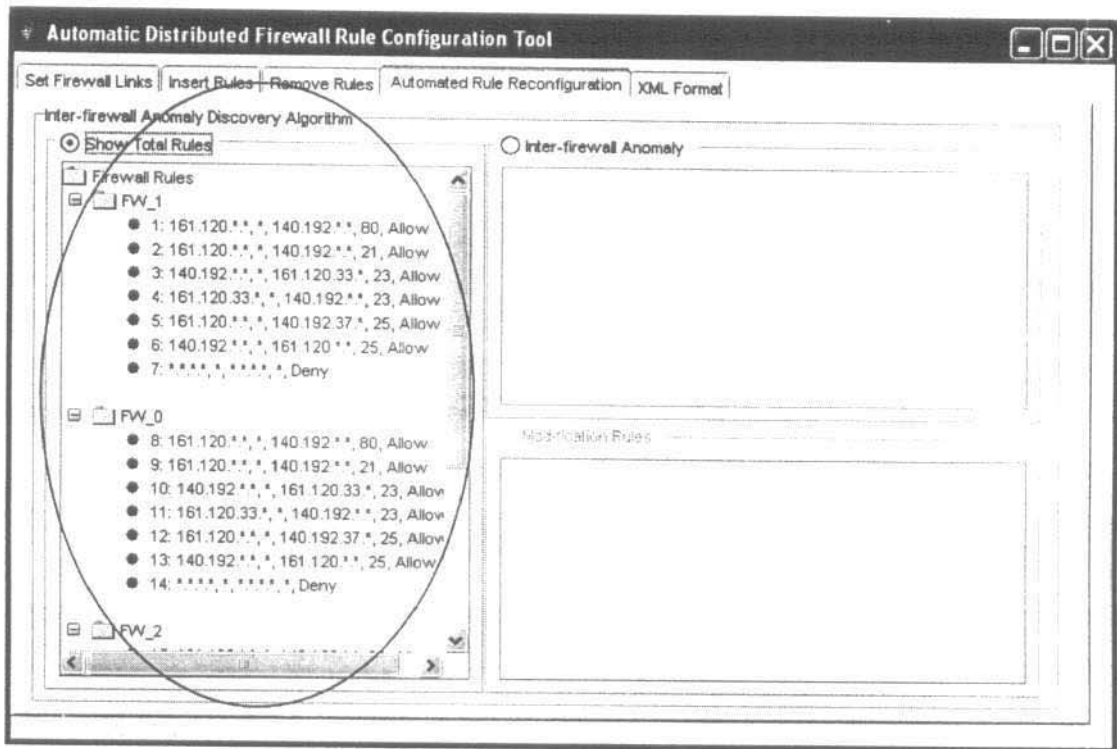 Automatic Distributed Firewall Rule Configuration Tool
Set Firewall Links Insert Rules Remove Rules Automated Rule Reconfiguration XML Format
Inter-firewall Anomaly Discovery Algorithm
Show Total Rules
Firewall Rules
FW_1
1: 161.120.*.*, *, 140.192.*.*, 80, Allow
2: 161.120.*.*, *, 140.192.*.*, 21, Allow
3: 140.192.*.*, *, 161.120.33.*, 23, Allow
4: 161.120.33.*, *, 140.192.*.*, 23, Allow
5: 161.120.*.*, *, 140.192.37.*, 25, Allow
6: 140.192.*.*, *, 161.120.*.*, 25, Allow
7: *.*.*.*, *, *.*.*.*, *, Deny
FW_0
8: 161.120.*.*, *, 140.192.*.*, 80, Allow
9: 161.120.*.*, *, 140.192.*.*, 21, Allow
10: 140.192.*.*, *, 161.120.33.*, 23, Allow
11: 161.120.33.*, *, 140.192.*.*, 23, Allow
12: 161.120.*.*, *, 140.192.37.*, 25, Allow
13: 140.192.*.*, *, 161.120.*.*, 25, Allow
14: *.*.*.*, *, *.*.*.*, *, Deny
FW_2
Inter-firewall Anomaly
Modification Rules